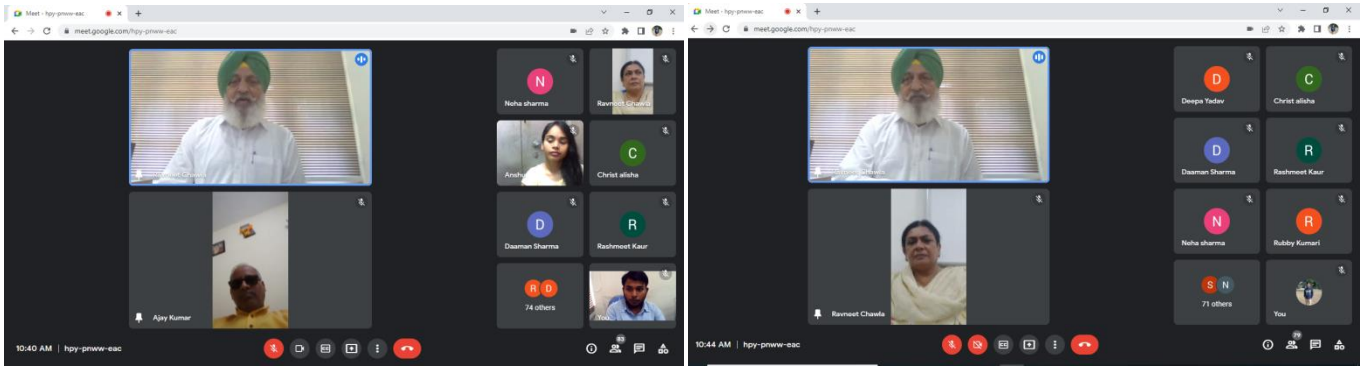 Meet - hpy-pnww-eac
meet.google.com/hpy-pnww-eac
Chawla
Ajay Kumar
N
Neha sharma
Ravneet Chawla
C
Christ alisha
D
Daaman Sharma
R
Rashmeet Kaur
R D
74 others
You
10:40 AM | hpy-pnww-eac
83
Meet - hpy-pnww-eac
meet.google.com/hpy-pnww-eac
Chawla
Ravneet Chawla
D
Deepa Yadav
C
Christ alisha
D
Daaman Sharma
R
Rashmeet Kaur
N
Neha sharma
R
Rubby Kumari
S N
71 others
You
10:44 AM | hpy-pnww-eac
79